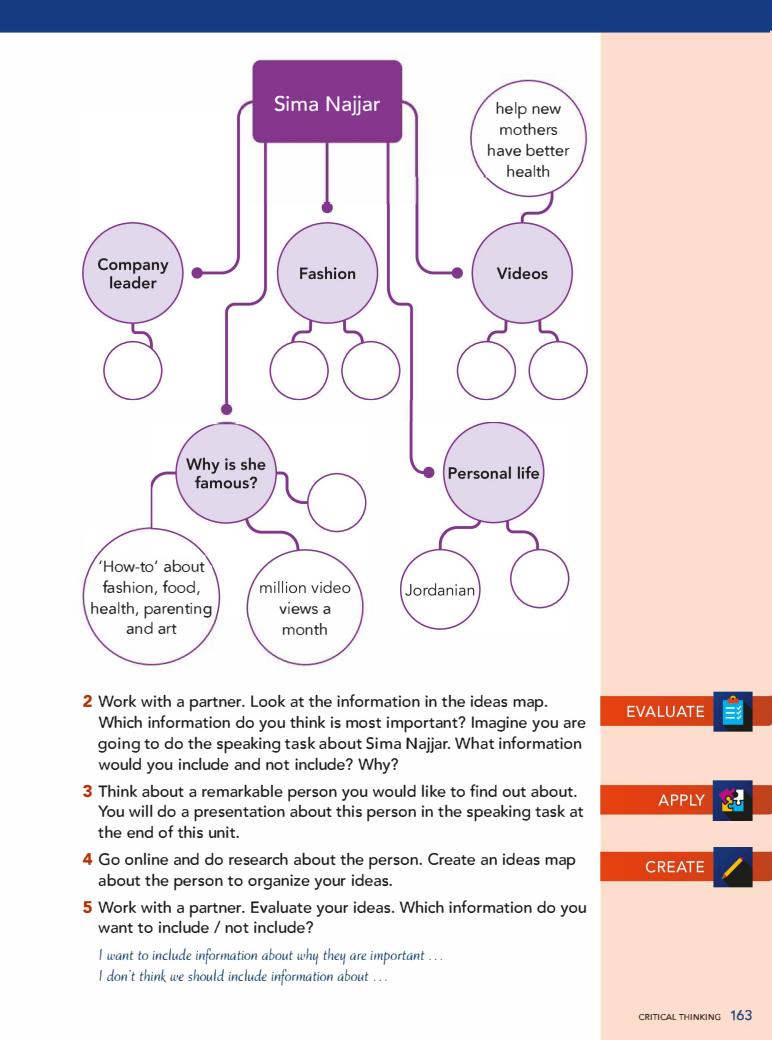 Sima Najjar
help new
mothers
have better
health
Company
leader
Fashion
Videos
Why is she
famous?
Personal life
'How-to' about
fashion, food,
health, parenting
and art
million video
views a
month
Jordanian
2 Work with a partner. Look at the information in the ideas map.
Which information do you think is most important? Imagine you are
going to do the speaking task about Sima Najjar. What information
would you include and not include? Why?
EVALUATE
3 Think about a remarkable person you would like to find out about.
You will do a presentation about this person in the speaking task at
the end of this unit.
APPLY
4 Go online and do research about the person. Create an ideas map
about the person to organize your ideas.
CREATE
5 Work with a partner. Evaluate your ideas. Which information do you
want to include / not include?
I want to include information about why they are important ...
I don't think we should include information about ...
CRITICAL THINKING 163